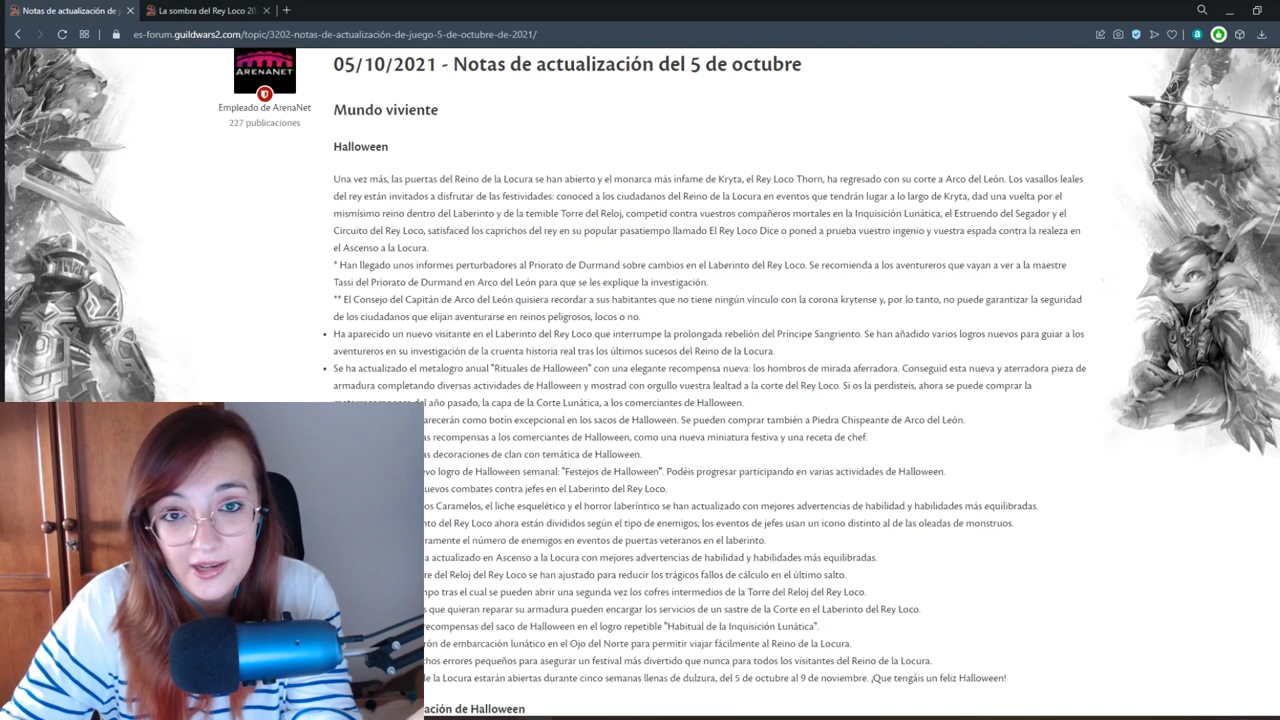 Notas de actualización de j
La sombra del Rey Loco 20
88
es-forum.guildwars2.com/topic/3202-notas-de-actualización-de-juego-5-de-octubre-de-2021/
ARENANET
Empleado de ArenaNet
227 publicaciones
05/10/2021 - Notas de actualización del 5 de octubre
Mundo viviente
Halloween
Una vez más, las puertas del Reino de la Locura se han abierto y el monarca más infame de Kryta, el Rey Loco Thorn, ha regresado con su corte a Arco del León. Los vasallos leales
del rey están invitados a disfrutar de las festividades: conoced a los ciudadanos del Reino de la Locura en eventos que tendrán lugar a lo largo de Kryta, dad una vuelta por el
mismísimo reino dentro del Laberinto y de la temible Torre del Reloj, competid contra vuestros compañeros mortales en la Inquisición Lunática, el Estruendo del Segador y el
Circuito del Rey Loco, satisfaced los caprichos del rey en su popular pasatiempo llamado El Rey Loco Dice o poned a prueba vuestro ingenio y vuestra espada contra la realeza en
el Ascenso a la Locura.
* Han llegado unos informes perturbadores al Priorato de Durmand sobre cambios en el Laberinto del Rey Loco. Se recomienda a los aventureros que vayan a ver a la maestre
Tassi del Priorato de Durmand en Arco del León para que se les explique la investigación.
** El Consejo del Capitán de Arco del León quisiera recordar a sus habitantes que no tiene ningún vínculo con la corona krytense y, por lo tanto, no puede garantizar la seguridad
de los ciudadanos que elijan aventurarse en reinos peligrosos, locos o no.
• Ha aparecido un nuevo visitante en el Laberinto del Rey Loco que interrumpe la prolongada rebelión del Príncipe Sangriento. Se han añadido varios logros nuevos para guiar a los
aventureros en su investigación de la cruenta historia real tras los últimos sucesos del Reino de la Locura.
• Se ha actualizado el metalogro anual "Rituales de Halloween" con una elegante recompensa nueva: los hombros de mirada aferradora. Conseguid esta nueva y aterradora pieza de
armadura completando diversas actividades de Halloween y mostrad con orgullo vuestra lealtad a la corte del Rey Loco. Si os la perdisteis, ahora se puede comprar la
del año pasado, la capa de la Corte Lunática, a los comerciantes de Halloween.
arecerán como botín excepcional en los sacos de Halloween. Se pueden comprar también a Piedra Chispeante de Arco del León.
as recompensas a los comerciantes de Halloween, como una nueva miniatura festiva y una receta de chef.
as decoraciones de clan con temática de Halloween.
evo logro de Halloween semanal: "Festejos de Halloween". Podéis progresar participando en varias actividades de Halloween.
uevos combates contra jefes en el Laberinto del Rey Loco.
os Caramelos, el liche esquelético y el horror laberíntico se han actualizado con mejores advertencias de habilidad y habilidades más equilibradas.
nto del Rey Loco ahora están divididos según el tipo de enemigos; los eventos de jefes usan un icono distinto al de las oleadas de monstruos.
eramente el número de enemigos en eventos de puertas veteranos en el laberinto.
a actualizado en Ascenso a la Locura con mejores advertencias de habilidad y habilidades más equilibradas.
re del Reloj del Rey Loco se han ajustado para reducir los trágicos fallos de cálculo en el último salto.
mpo tras el cual se pueden abrir una segunda vez los cofres intermedios de la Torre del Reloj del Rey Loco.
s que quieran reparar su armadura pueden encargar los servicios de un sastre de la Corte en el Laberinto del Rey Loco.
recompensas del saco de Halloween en el logro repetible "Habitual de la Inquisición Lunática".
rón de embarcación lunático en el Ojo del Norte para permitir viajar fácilmente al Reino de la Locura.
chos errores pequeños para asegurar un festival más divertido que nunca para todos los visitantes del Reino de la Locura.
de la Locura estarán abiertas durante cinco semanas llenas de dulzura, del 5 de octubre al 9 de noviembre. ¡Que tengáis un feliz Halloween!
ación de Halloween